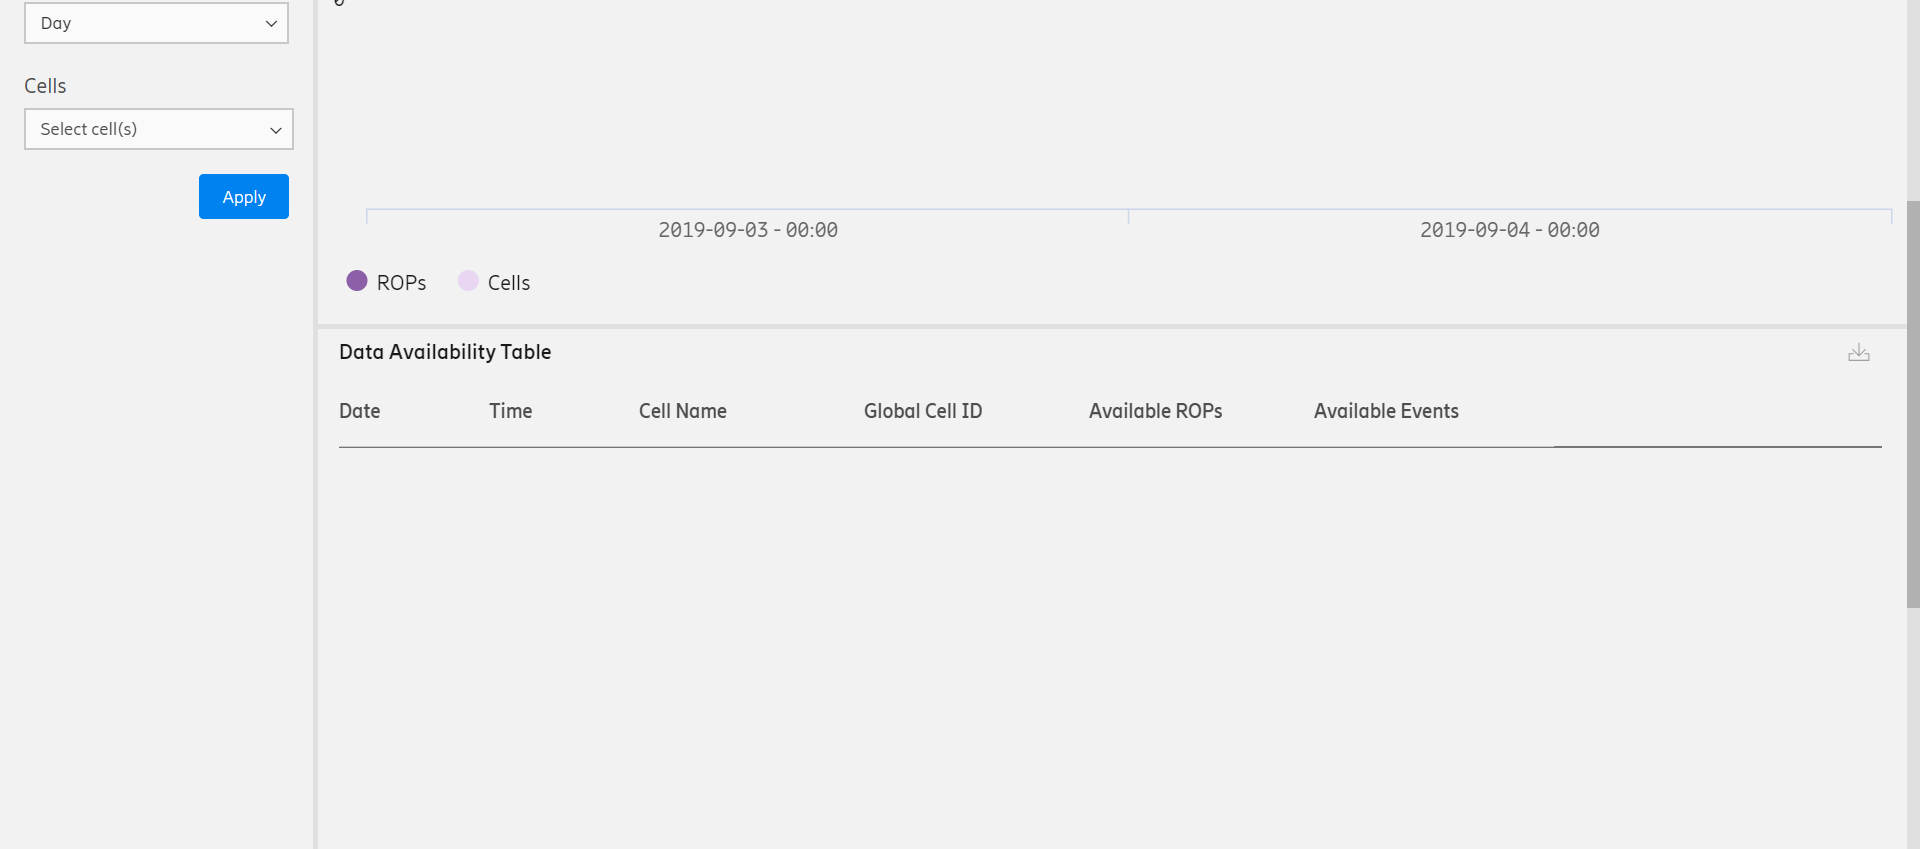 Day
Cells
Select cell(s)
Apply
2019-09-03 - 00:00 2019-09-04 - 00:00
ROPs Cells
Data Availability Table
Date Time Cell Name Global Cell ID Available ROPs Available Events